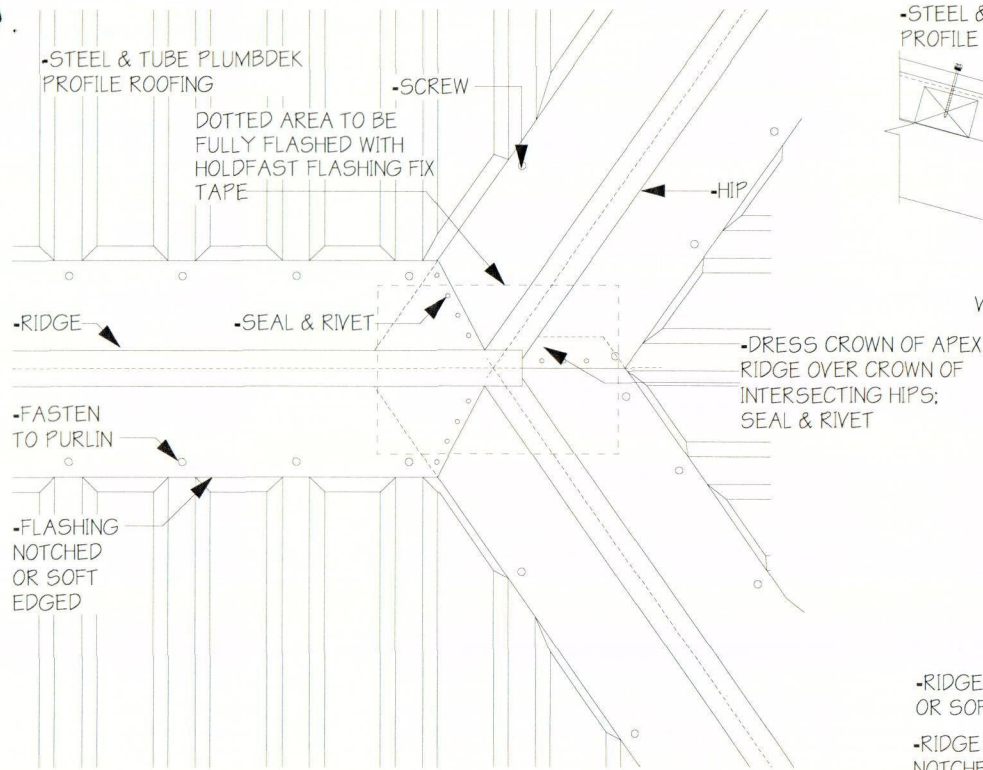 -STEEL & TUBE PLUMBDEK
PROFILE ROOFING
-SCREW
DOTTED AREA TO BE
FULLY FLASHED WITH
HOLDFAST FLASHING FIX
TAPE
-HIP
-RIDGE
-SEAL & RIVET
-DRESS CROWN OF APEX
RIDGE OVER CROWN OF
INTERSECTING HIPS;
SEAL & RIVET
-FASTEN
TO PURLIN
-FLASHING
NOTCHED
OR SOFT
EDGED
-STEEL &
PROFILE
-RIDGE
OR
-RIDGE
NOTCHED